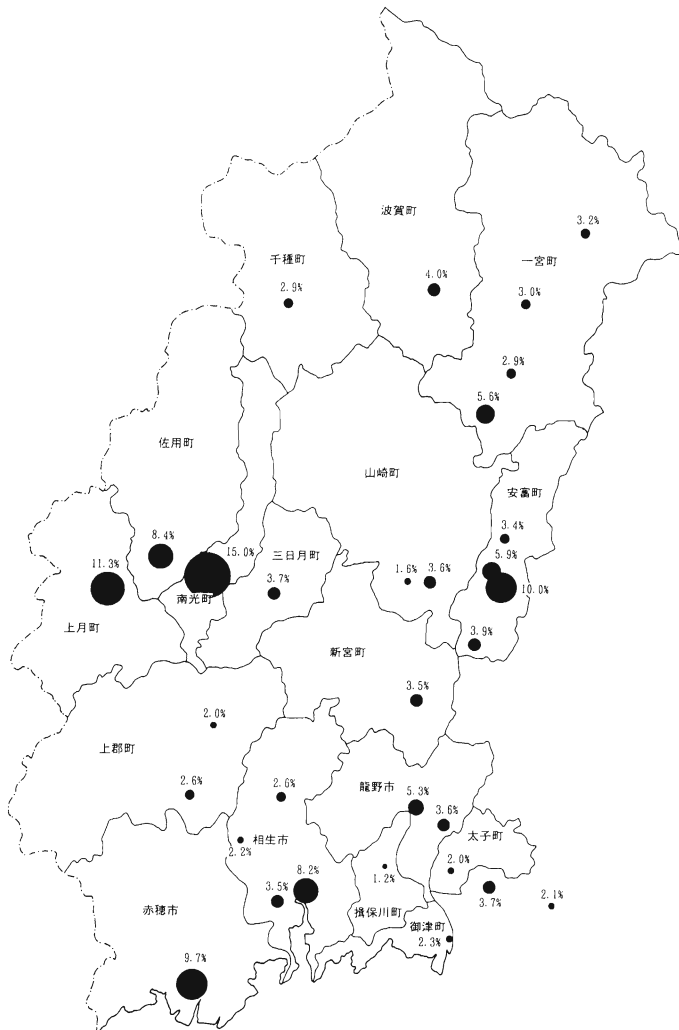 波賀町
3.2%
千種町
一宮町
4.0%
2.9%
3.0%
2.9%
5.6%
佐用町
山崎町
安富町
3.4%
8.4%
15.0%
三日月町
5.9%
11.3%
3.7%
1.6%
3.6%
10.0%
南光町
上月町
3.9%
新宮町
3.5%
2.0%
上郡町
2.6%
2.6%
龍野市
5.3%
3.6%
太子町
相生市
2.2%
2.0%
8.2%
1.2%
3.5%
3.7%
2.1%
赤穂市
揖保川町
御津町
2.3%
9.7%